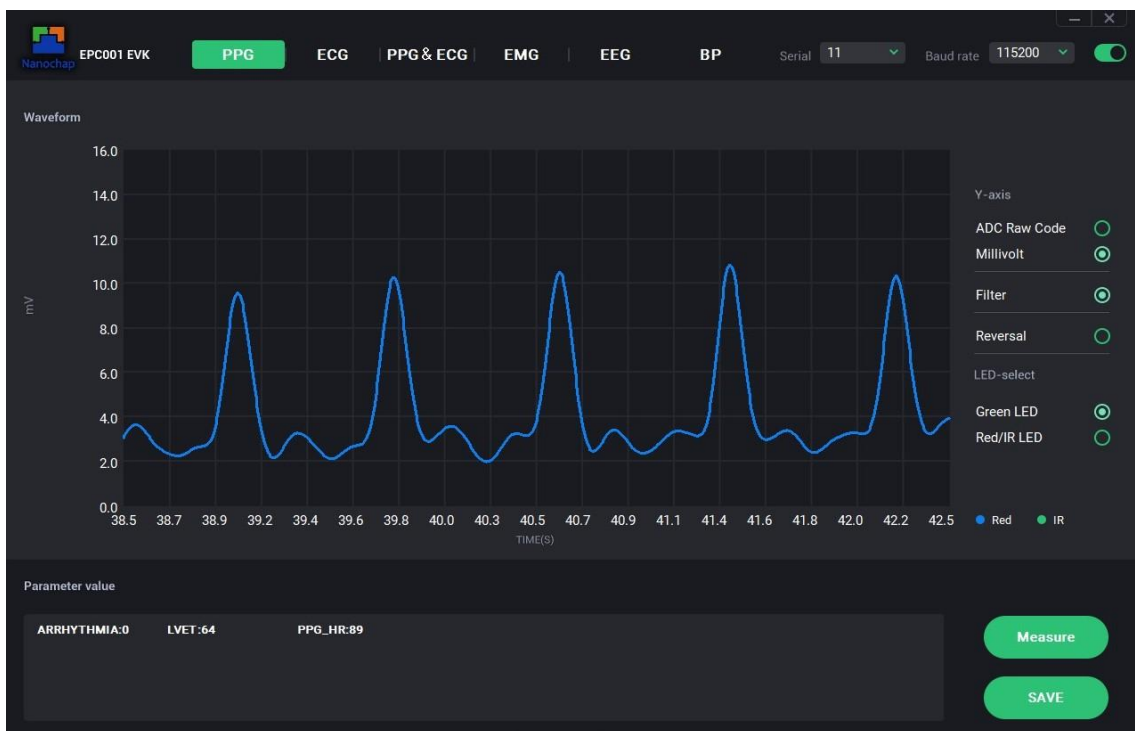 Nanochap EPC001 EVK PPG ECG PPG & ECG EMG EEG BP Serial 11 Baud rate 115200
Waveform
16.0
14.0
12.0
10.0
8.0
6.0
4.0
2.0
0.0
mV
38.5 38.7 38.9 39.2 39.4 39.6 39.8 40.0 40.3 40.5 40.7 40.9 41.1 41.4 41.6 41.8 42.0 42.2 42.5
TIME(S)
Y-axis
ADC Raw Code
Millivolt
Filter
Reversal
LED-select
Green LED
Red/IR LED
Red IR
Parameter value
ARRHYTHMIA:0 LVET:64 PPG_HR:89
Measure
SAVE